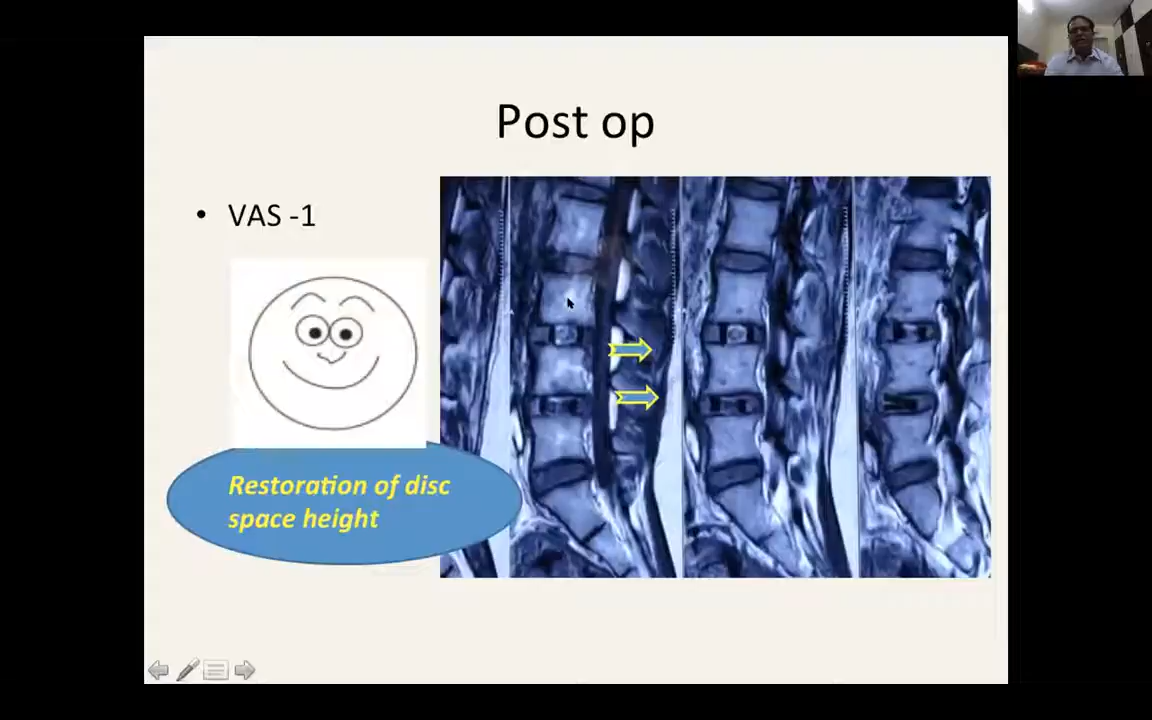 Post op
• VAS -1
Restoration of disc
space height